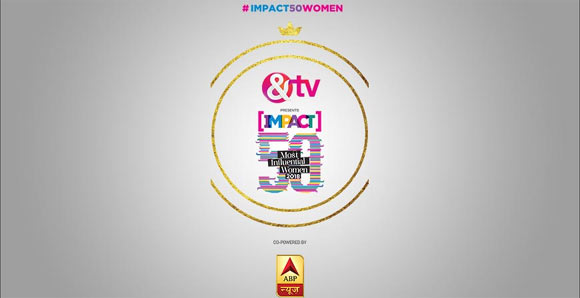 #IMPACT50WOMEN
&tv
PRESENTS
[IMPACT]
50
Most
Influential
Women
2018
CO-POWERED BY
ABP
न्यूज़